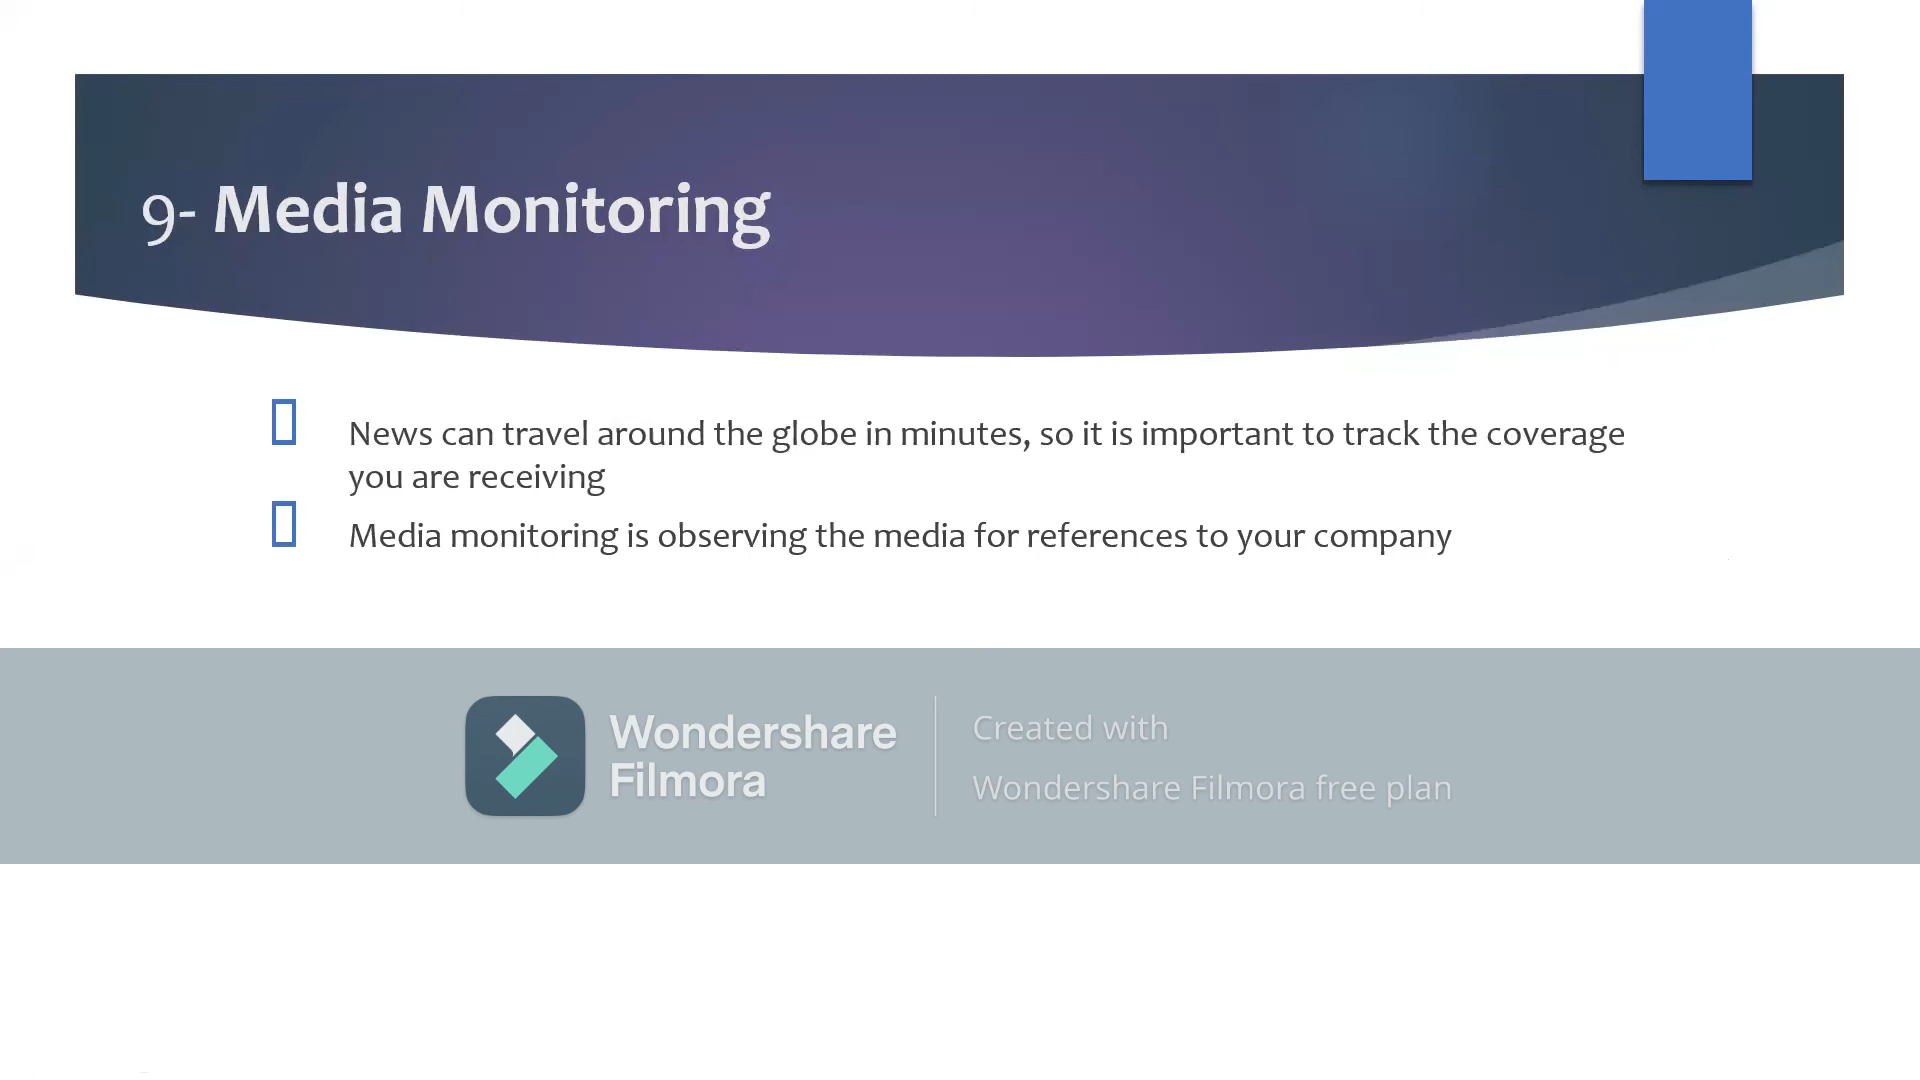 9- Media Monitoring
News can travel around the globe in minutes, so it is important to track the coverage
you are receiving
Media monitoring is observing the media for references to your company
Wondershare
Filmora
Created with
Wondershare Filmora free plan